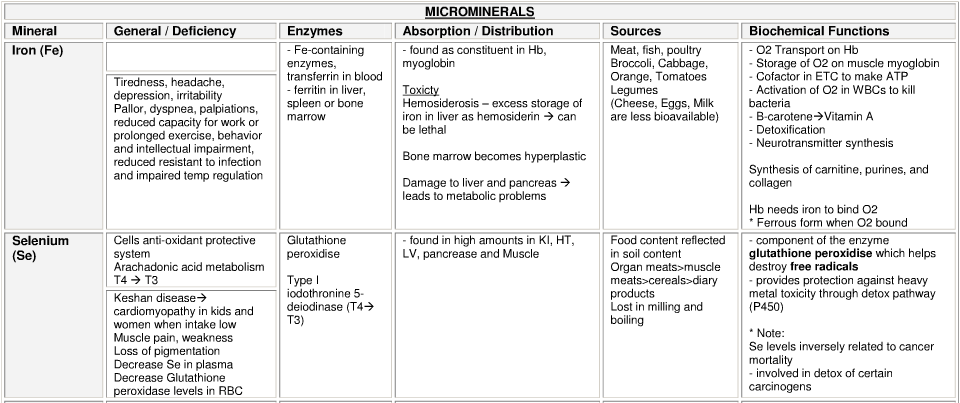 MICROMINERALS
Mineral General / Deficiency Enzymes Absorption / Distribution Sources Biochemical Functions
Iron (Fe)
Tiredness, headache,
depression, irritability
Pallor, dyspnea, palpiations,
reduced capacity for work or
prolonged exercise, behavior
and intellectual impairment,
reduced resistant to infection
and impaired temp regulation
- Fe-containing
enzymes,
transferrin in blood
- ferritin in liver,
spleen or bone
marrow
- found as constituent in Hb,
myoglobin
Toxicty
Hemosiderosis – excess storage of
iron in liver as hemosiderin → can
be lethal
Bone marrow becomes hyperplastic
Damage to liver and pancreas →
leads to metabolic problems
Meat, fish, poultry
Broccoli, Cabbage,
Orange, Tomatoes
Legumes
(Cheese, Eggs, Milk
are less bioavailable)
- O2 Transport on Hb
- Storage of O2 on muscle myoglobin
- Cofactor in ETC to make ATP
- Activation of O2 in WBCs to kill
bacteria
- B-carotene→Vitamin A
- Detoxification
- Neurotransmitter synthesis
Synthesis of carnitine, purines, and
collagen
Hb needs iron to bind O2
* Ferrous form when O2 bound
Selenium
(Se)
Cells anti-oxidant protective
system
Arachadonic acid metabolism
T4 → T3
Keshan disease→
cardiomyopathy in kids and
women when intake low
Muscle pain, weakness
Loss of pigmentation
Decrease Se in plasma
Decrease Glutathione
peroxidase levels in RBC
Glutathione
peroxidise
Type I
iodothronine 5-
deiodinase (T4→
T3)
- found in high amounts in KI, HT,
LV, pancrease and Muscle
Food content reflected
in soil content
Organ meats>muscle
meats>cereals>diary
products
Lost in milling and
boiling
- component of the enzyme
glutathione peroxidise which helps
destroy free radicals
- provides protection against heavy
metal toxicity through detox pathway
(P450)
* Note:
Se levels inversely related to cancer
mortality
- involved in detox of certain
carcinogens